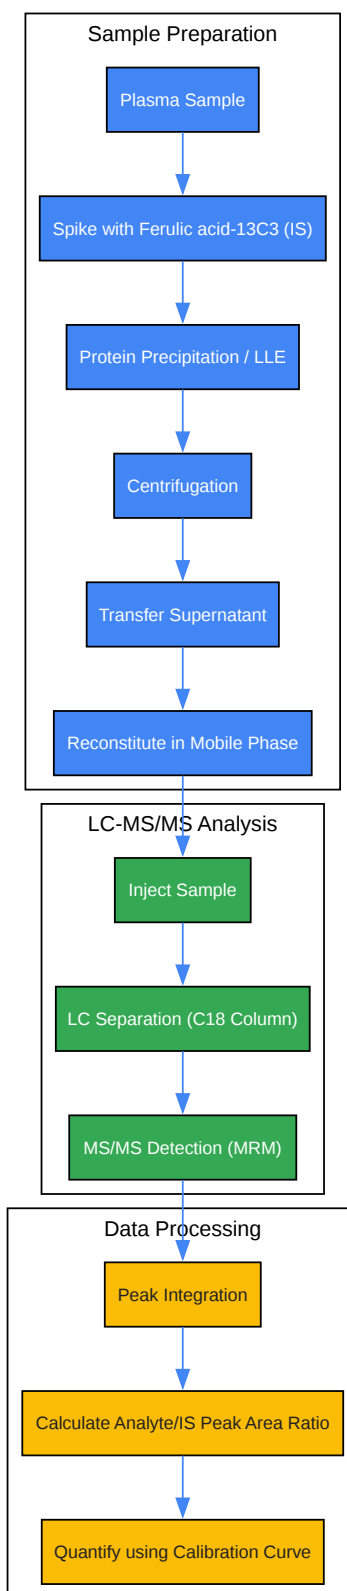 Sample Preparation
Plasma Sample
Spike with Ferulic acid-13C3 (IS)
Protein Precipitation / LLE
Centrifugation
Transfer Supernatant
Reconstitute in Mobile Phase
LC-MS/MS Analysis
Inject Sample
LC Separation (C18 Column)
MS/MS Detection (MRM)
Data Processing
Peak Integration
Calculate Analyte/IS Peak Area Ratio
Quantify using Calibration Curve